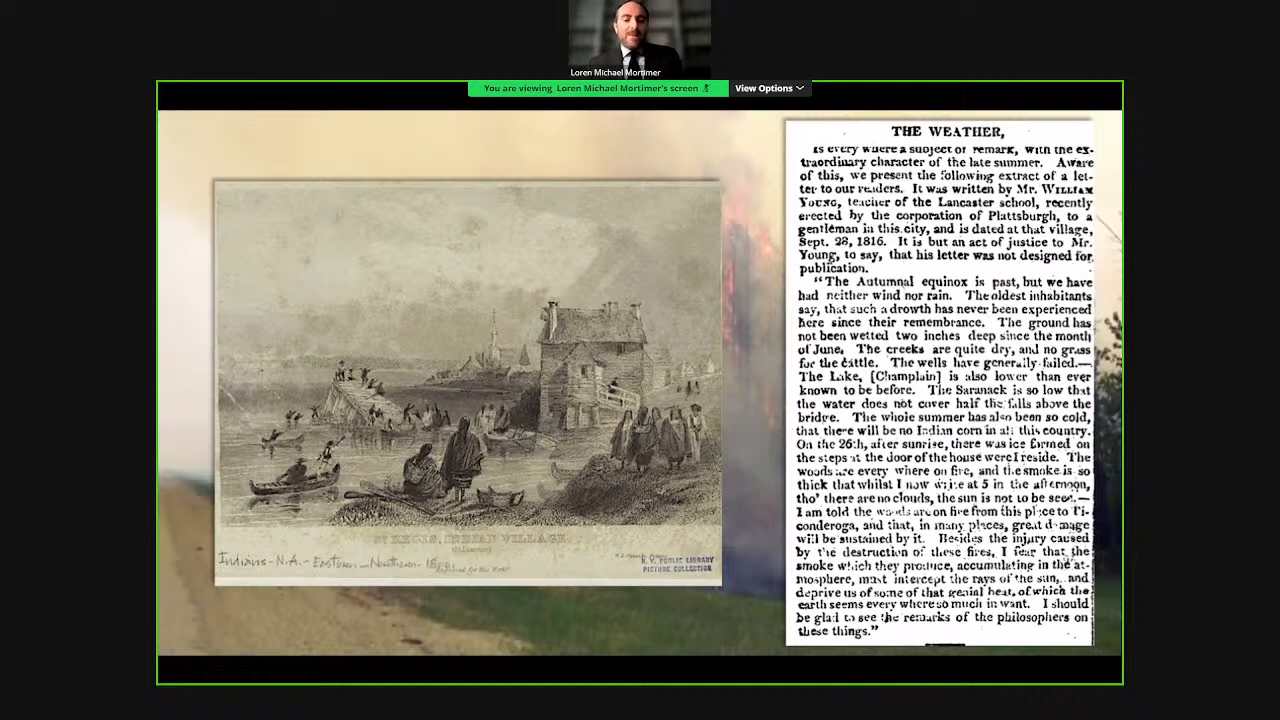 Loren Michael Mortimer
You are viewing Loren Michael Mortimer's screen
View Options
THE WEATHER,
Is every where a subject of remark, with the ex-
traordinary character of the late summer. Aware
of this, we present the following extract of a let-
ter to our readers. It was written by Mr. WILLIAM
YOUNG, teacher of the Lancaster school, recently
erected by the corporation of Plattsburgh, to a
gentleman in this city, and is dated at that village,
Sept. 28, 1816. It is but an act of justice to Mr.
Young, to say, that his letter was not designed for
publication.
"The Autumnal equinox is past, but we have
had neither wind nor rain. The oldest inhabitants
say, that such a drowth has never been experienced
here since their remembrance. The ground has
not been wetted two inches deep since the month
of June. The creeks are quite dry, and no grass
for the cattle. The wells have generally failed.—
The Lake, [Champlain] is also lower than ever
known to be before. The Saranack is so low that
the water does not cover half the falls above the
bridge. The whole summer has also been so cold,
that there will be no Indian corn in all this country.
On the 26th, after sunrise, there was ice formed on
the steps at the door of the house were I reside. The
woods are every where on fire, and the smoke is so
thick that whilst I now write at 5 in the afternoon,
tho' there are no clouds, the sun is not to be seen.—
I am told the woods are on fire from this place to Ti-
conderoga, and that, in many places, great damage
will be sustained by it. Besides the injury caused
by the destruction of these fires, I fear that the
smoke which they produce, accumulating in the at-
mosphere, must intercept the rays of the sun, and
deprive us of some of that genial heat, of which the
earth seems every where so much in want. I should
be glad to see the remarks of the philosophers on
these things."
ST REGIS, INDIAN VILLAGE
Indians - N.A. - Eastern - Northern - 
N.Y. PUBLIC LIBRARY
PICTURE COLLECTION